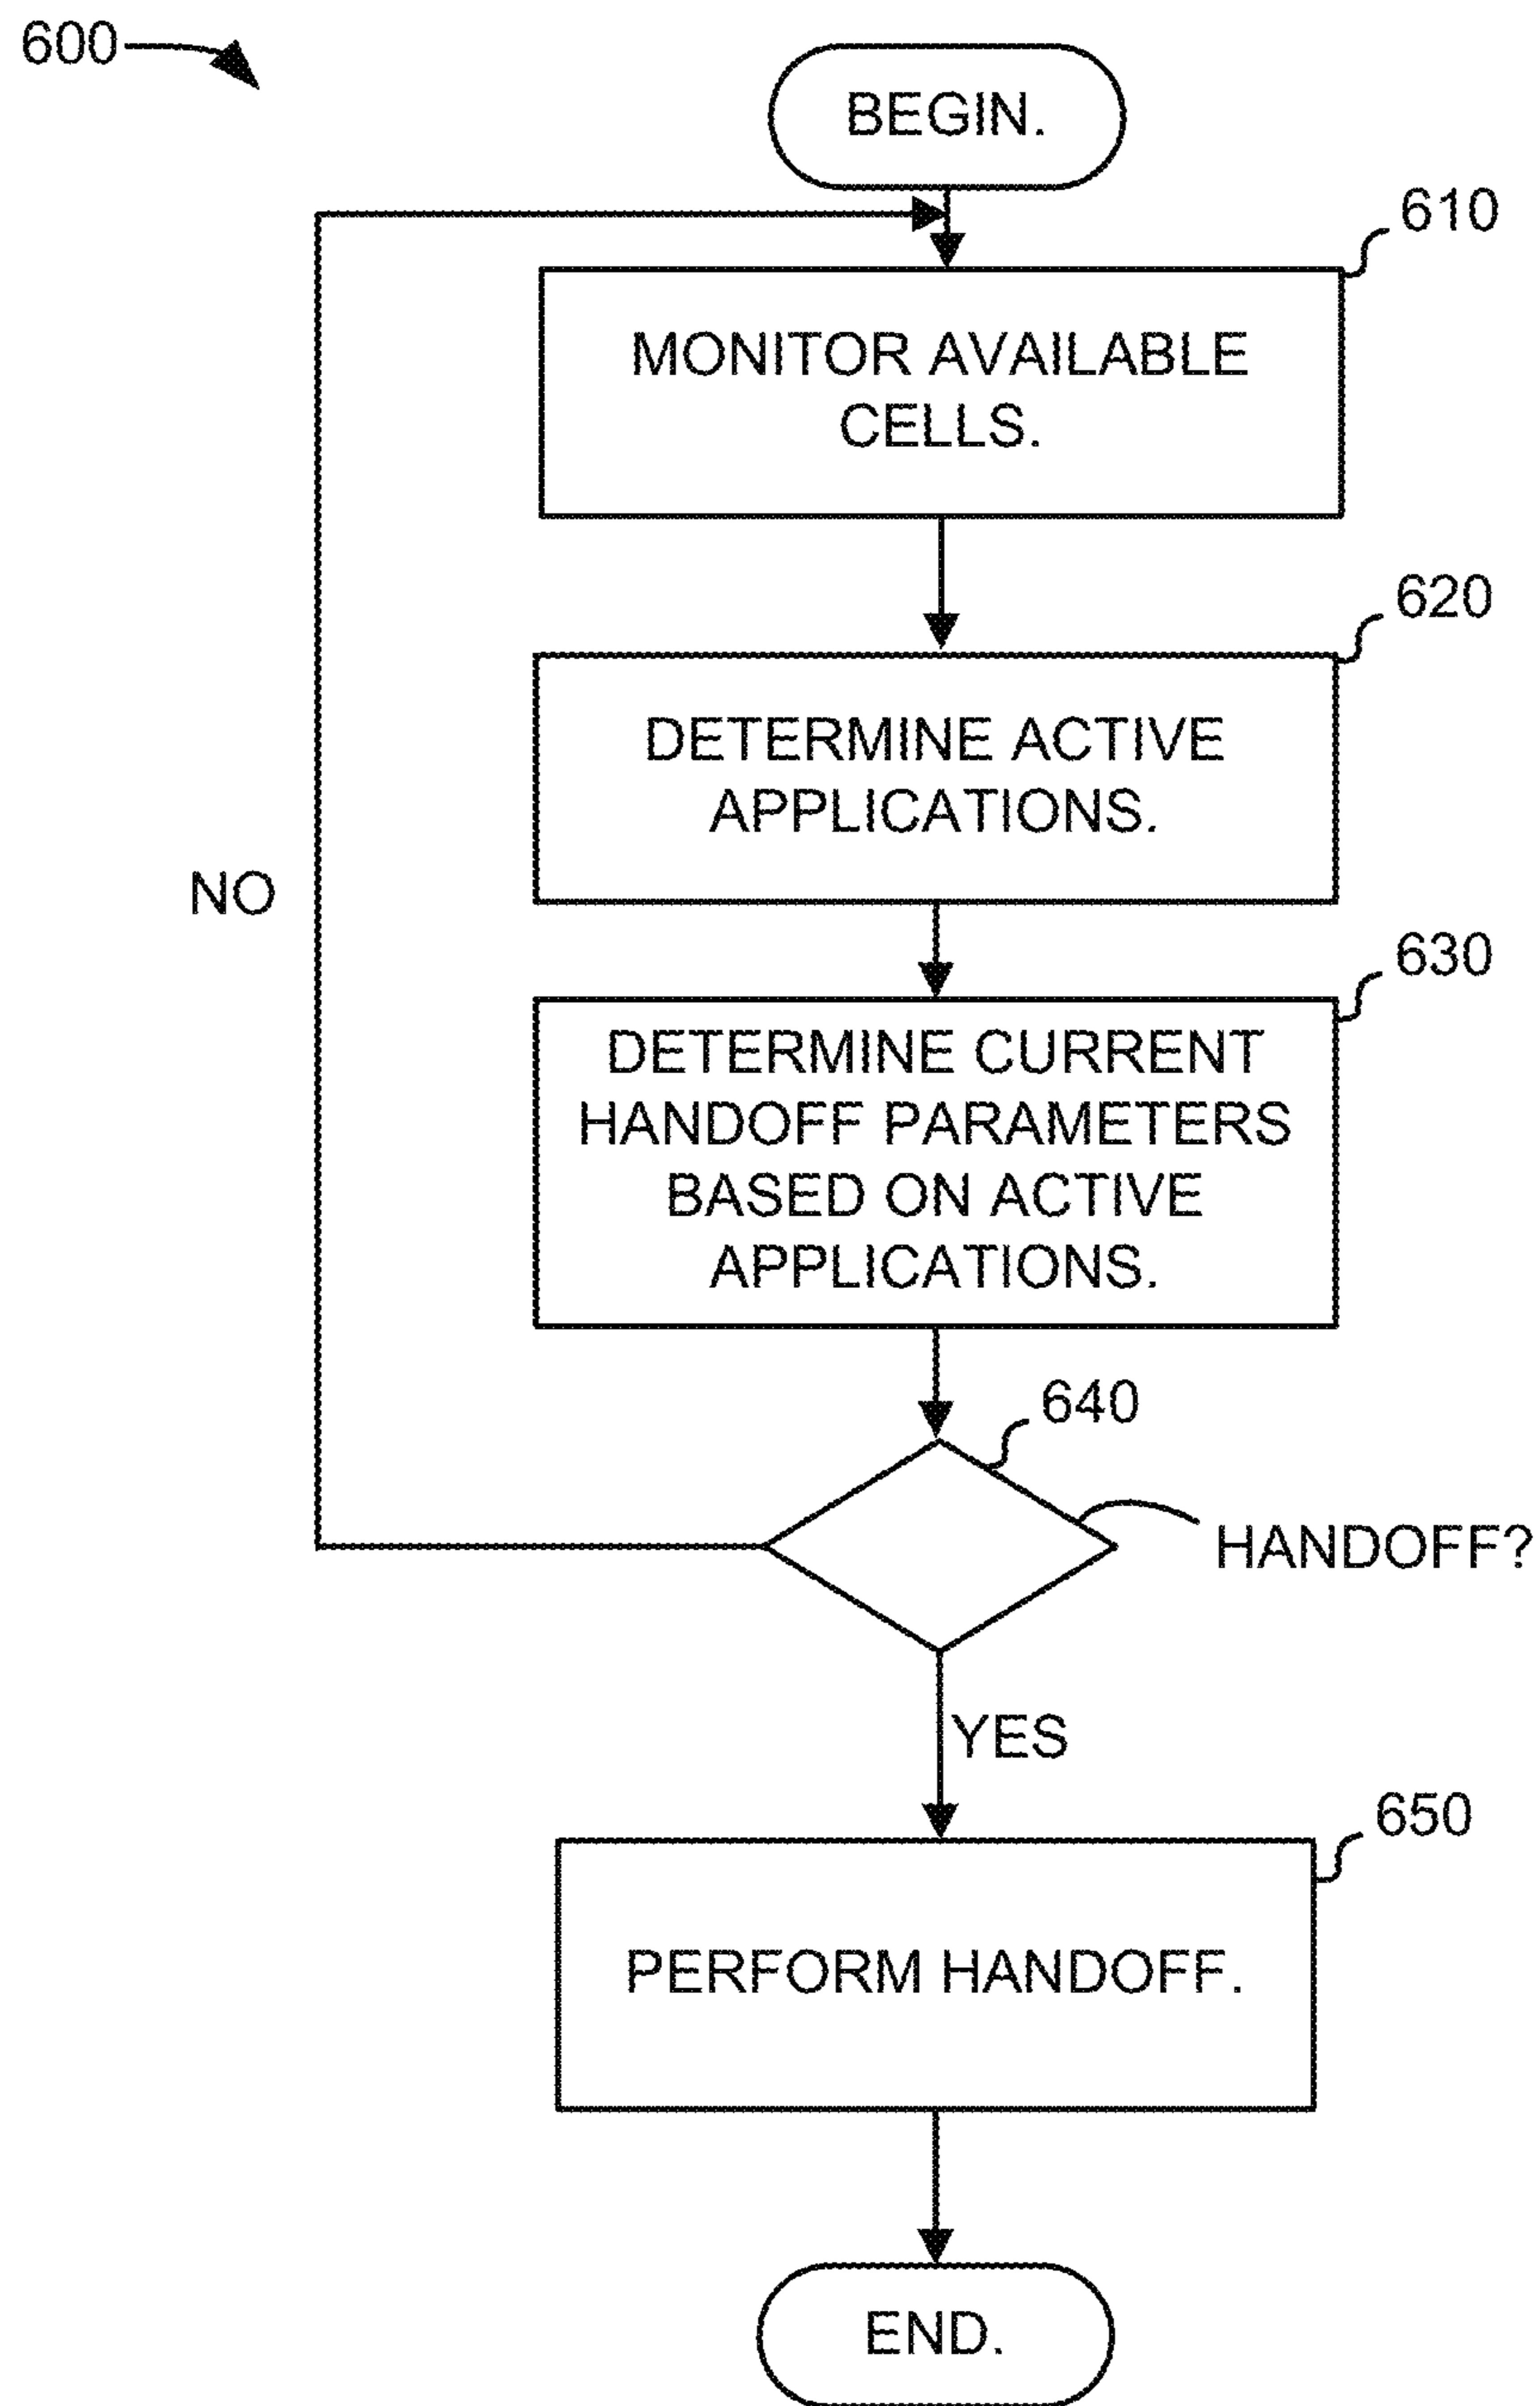 600
BEGIN.
610
MONITOR AVAILABLE
CELLS.
620
DETERMINE ACTIVE
APPLICATIONS.
NO
630
DETERMINE CURRENT
HANDOFF PARAMETERS
BASED ON ACTIVE
APPLICATIONS.
640
HANDOFF?
YES
650
PERFORM HANDOFF.
END.